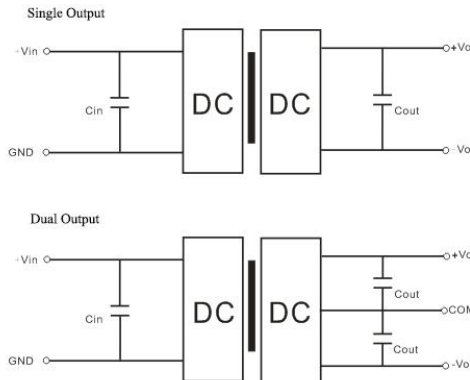 Single Output
+Vin
+Vo
DC
DC
Cin
Cout
GND
-Vo
Dual Output
+Vin
+Vo
Cout
DC
DC
COM
Cin
Cout
GND
-Vo